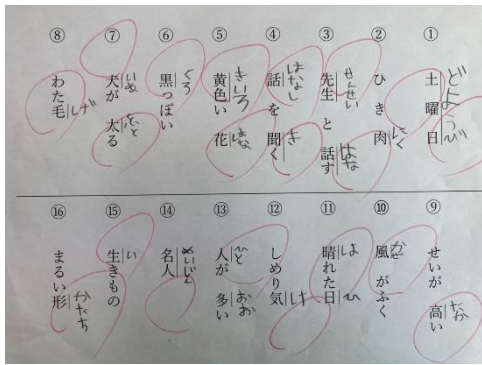 ① 土曜日 どようび
② ひき肉 にく
③ 先生と話す せんせい はな
④ 話を聞く はなし き
⑤ 黄色い花 きいろ はな
⑥ 黒っぽい くろ
⑦ 犬が太る いぬ ふと
⑧ わた毛 げ
⑨ せいが高い たか
⑩ 風がふく かぜ
⑪ 晴れた日 は ひ
⑫ しめり気 け
⑬ 人が多い ひと おお
⑭ 名人 めいじん
⑮ 生きもの い
⑯ まるい形 かたち